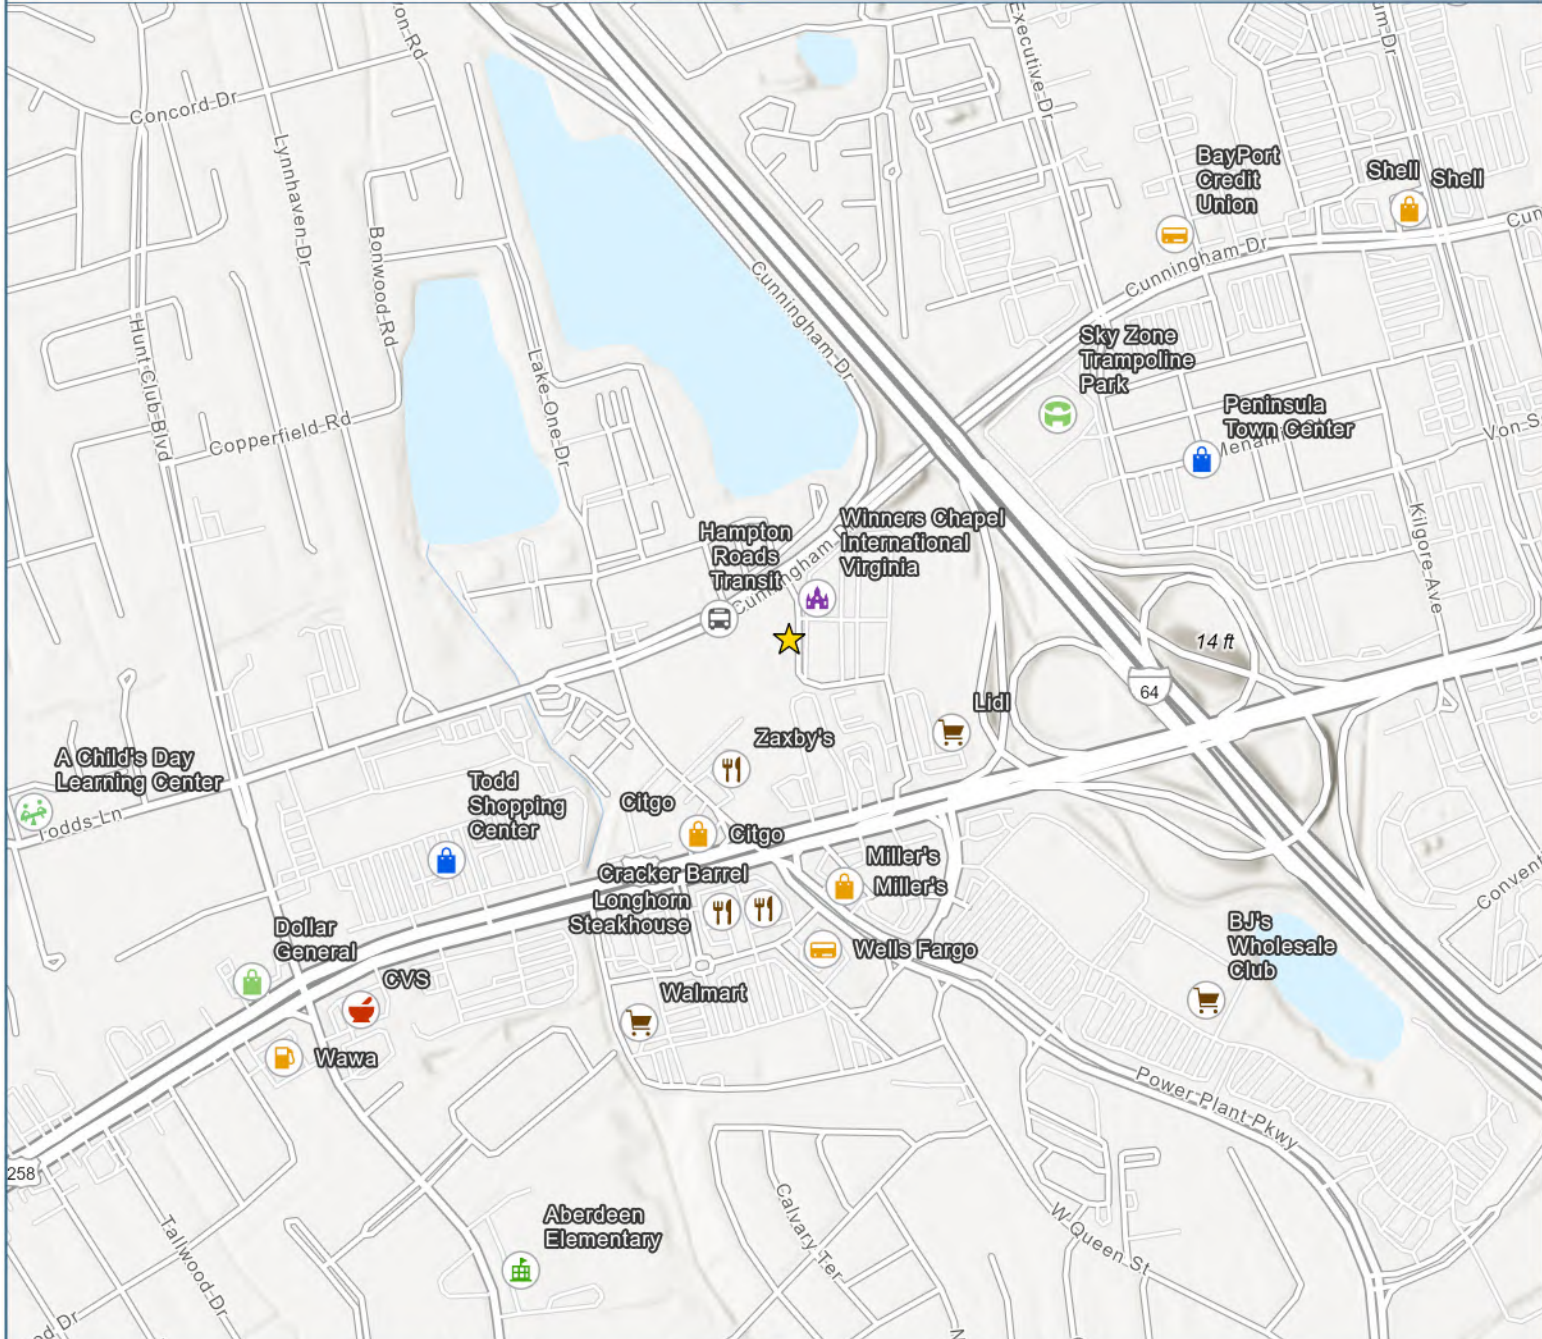 Concord Dr
Lynnhaven Dr
Bonwood Rd
Hunt Club Blvd
Copperfield Rd
Lake One Dr
Cunningham Dr
Executive Dr
BayPort
Credit
Union
Shell
Shell
Cunningham Dr
Sky Zone
Trampoline
Park
Peninsula
Town Center
Kilgore Ave
Hampton
Roads
Transit
Winners Chapel
International
Virginia
14 ft
64
Lidl
Zaxby's
A Child's Day
Learning Center
Todds Ln
Todd
Shopping
Center
Citgo
Citgo
Cracker Barrel
Longhorn
Steakhouse
Miller's
Miller's
Wells Fargo
Dollar
General
CVS
Wawa
Walmart
BJ's
Wholesale
Club
Power Plant Pkwy
258
Tallwood Dr
Aberdeen
Elementary
Calvary Ter
W Queen St